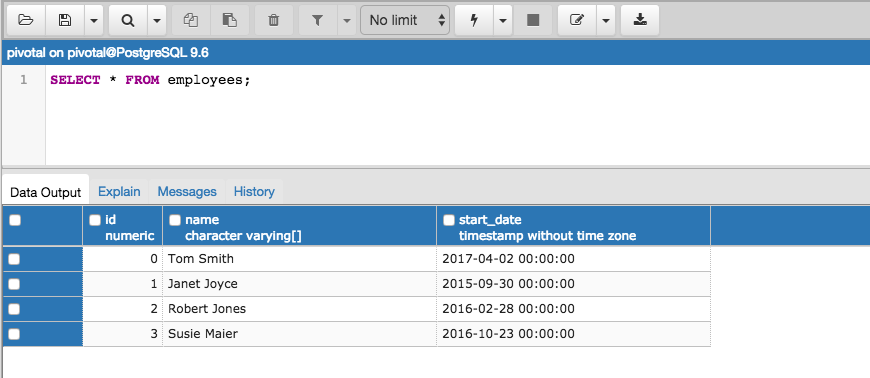 No limit
pivotal on pivotal@PostgreSQL 9.6
1 SELECT * FROM employees;
Data Output Explain Messages History
id name start_date
numeric character varying[] timestamp without time zone
0 Tom Smith 2017-04-02 00:00:00
1 Janet Joyce 2015-09-30 00:00:00
2 Robert Jones 2016-02-28 00:00:00
3 Susie Maier 2016-10-23 00:00:00